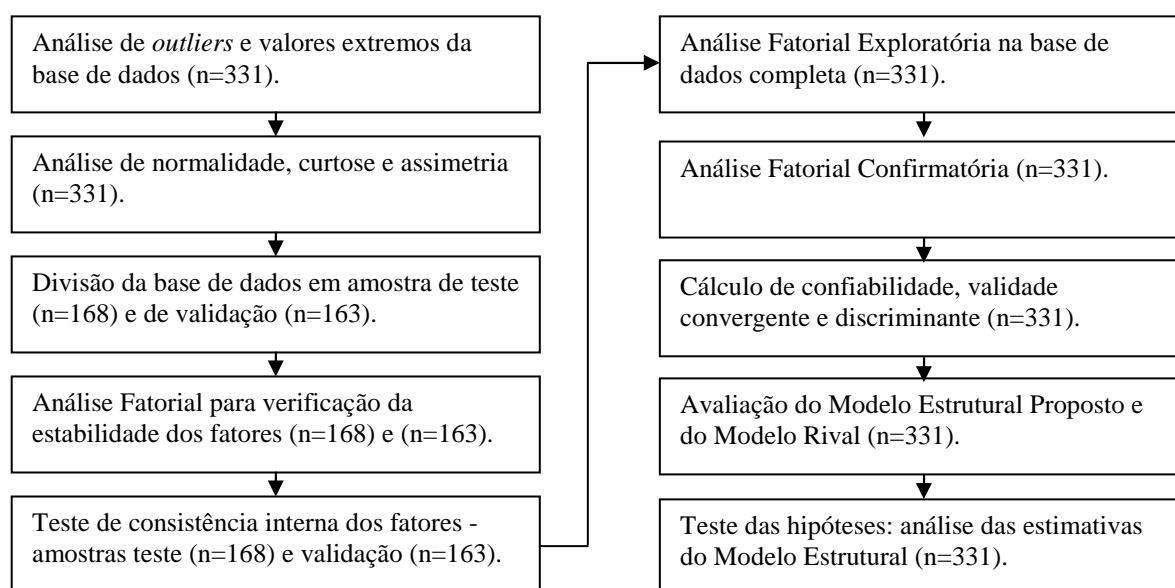 Análise de outliers e valores extremos da
base de dados (n=331).
Análise de normalidade, curtose e assimetria
(n=331).
Divisão da base de dados em amostra de teste
(n=168) e de validação (n=163).
Análise Fatorial para verificação da
estabilidade dos fatores (n=168) e (n=163).
Teste de consistência interna dos fatores -
amostras teste (n=168) e validação (n=163).
Análise Fatorial Exploratória na base de
dados completa (n=331).
Análise Fatorial Confirmatória (n=331).
Cálculo de confiabilidade, validade
convergente e discriminante (n=331).
Avaliação do Modelo Estrutural Proposto e
do Modelo Rival (n=331).
Teste das hipóteses: análise das estimativas
do Modelo Estrutural (n=331).